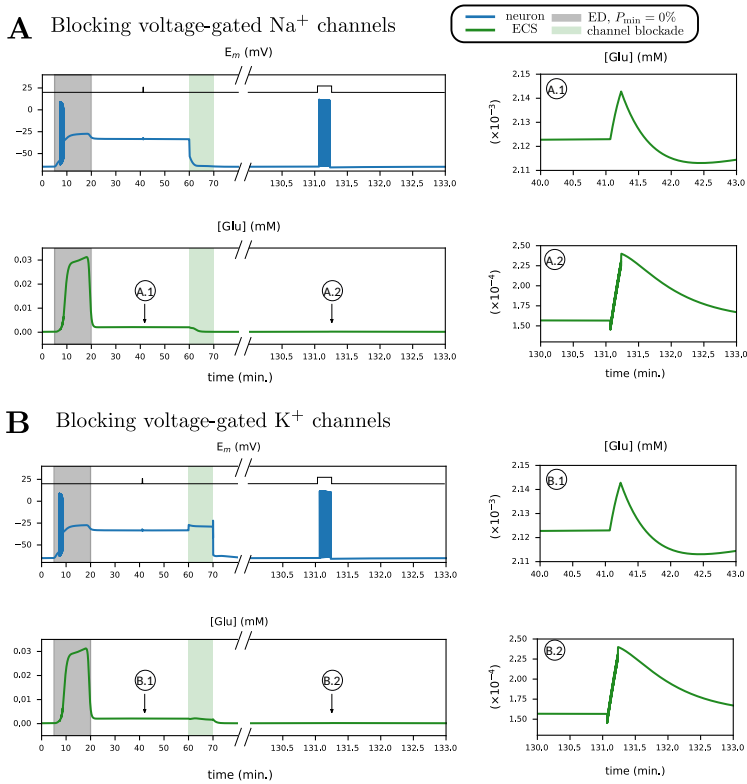 neuron
ECS
ED, P_min = 0%
channel blockade
A Blocking voltage-gated Na+ channels
E_m (mV)
25
−25
−50
0 10 20 30 40 50 60 70 130,5 131,0 131,5 132,0 132,5 133,0
[Glu] (mM)
A.1
(×10−3)
2.15
2.14
2.13
2.12
2.11
40.0 40.5 41.0 41.5 42.0 42.5 43.0
[Glu] (mM)
0.03
0.02
0.01
0.00
A.1
A.2
0 10 20 30 40 50 60 70 130,5 131,0 131,5 132,0 132,5 133,0
time (min.)
A.2
(×10−4)
2,50
2,00
1,50
130,0 130,5 131,0 131,5 132,0 132,5 133,0
time (min.)
B Blocking voltage-gated K+ channels
E_m (mV)
25
0
−25
−50
0 10 20 30 40 50 60 70 130,5 131,0 131,5 132,0 132,5 133,0
[Glu] (mM)
B.1
(×10−3)
2.15
2.14
2.13
2.12
2.11
40.0 40.5 41.0 41.5 42.0 42.5 43.0
[Glu] (mM)
0.03
0.02
0.01
0.00
B.1
B.2
0 10 20 30 40 50 60 70 130,5 131,0 131,5 132,0 132,5 133,0
time (min.)
B.2
(×10−4)
2.50
2.00
1.50
130.0 130.5 131.0 131.5 132.0 132.5 133.0
time (min.)